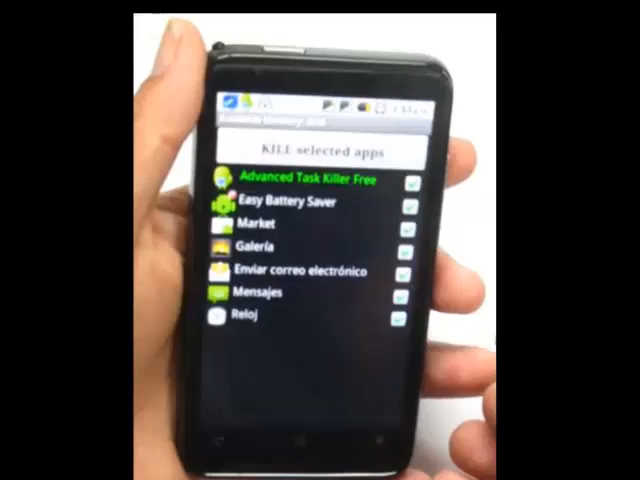 KILL selected apps
Advanced Task Killer Free
Easy Battery Saver
Market
Galería
Enviar correo electrónico
Mensajes
Reloj